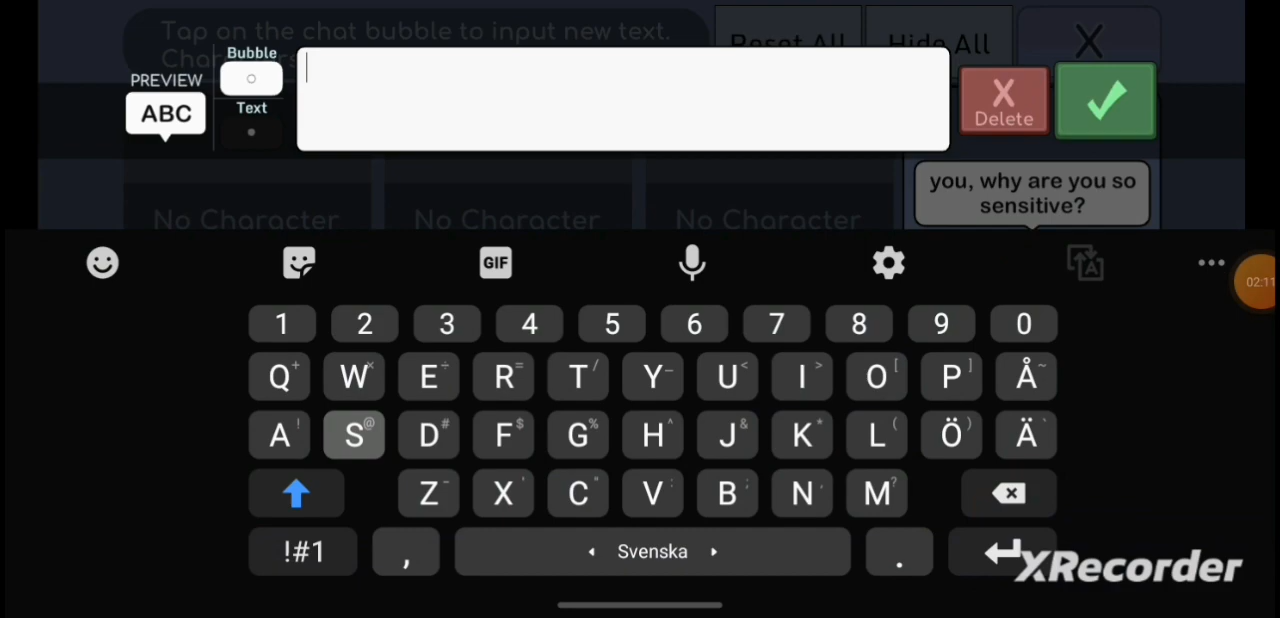 Tap on the chat bubble to input new text.
Reset All
Hide All
X
Bubble
PREVIEW
ABC
Text
X
Delete
you, why are you so
sensitive?
No Character
No Character
No Character
GIF
02:11
1 2 3 4 5 6 7 8 9 0
Q + W × E ÷ R = T / Y _ U < I > O [ P ] Å ~
A ! S @ D # F $ G % H ^ J & K * L ( Ö ) Ä `
Z - X ' C " V : B ; N , M ?
!#1 , Svenska .
XRecorder